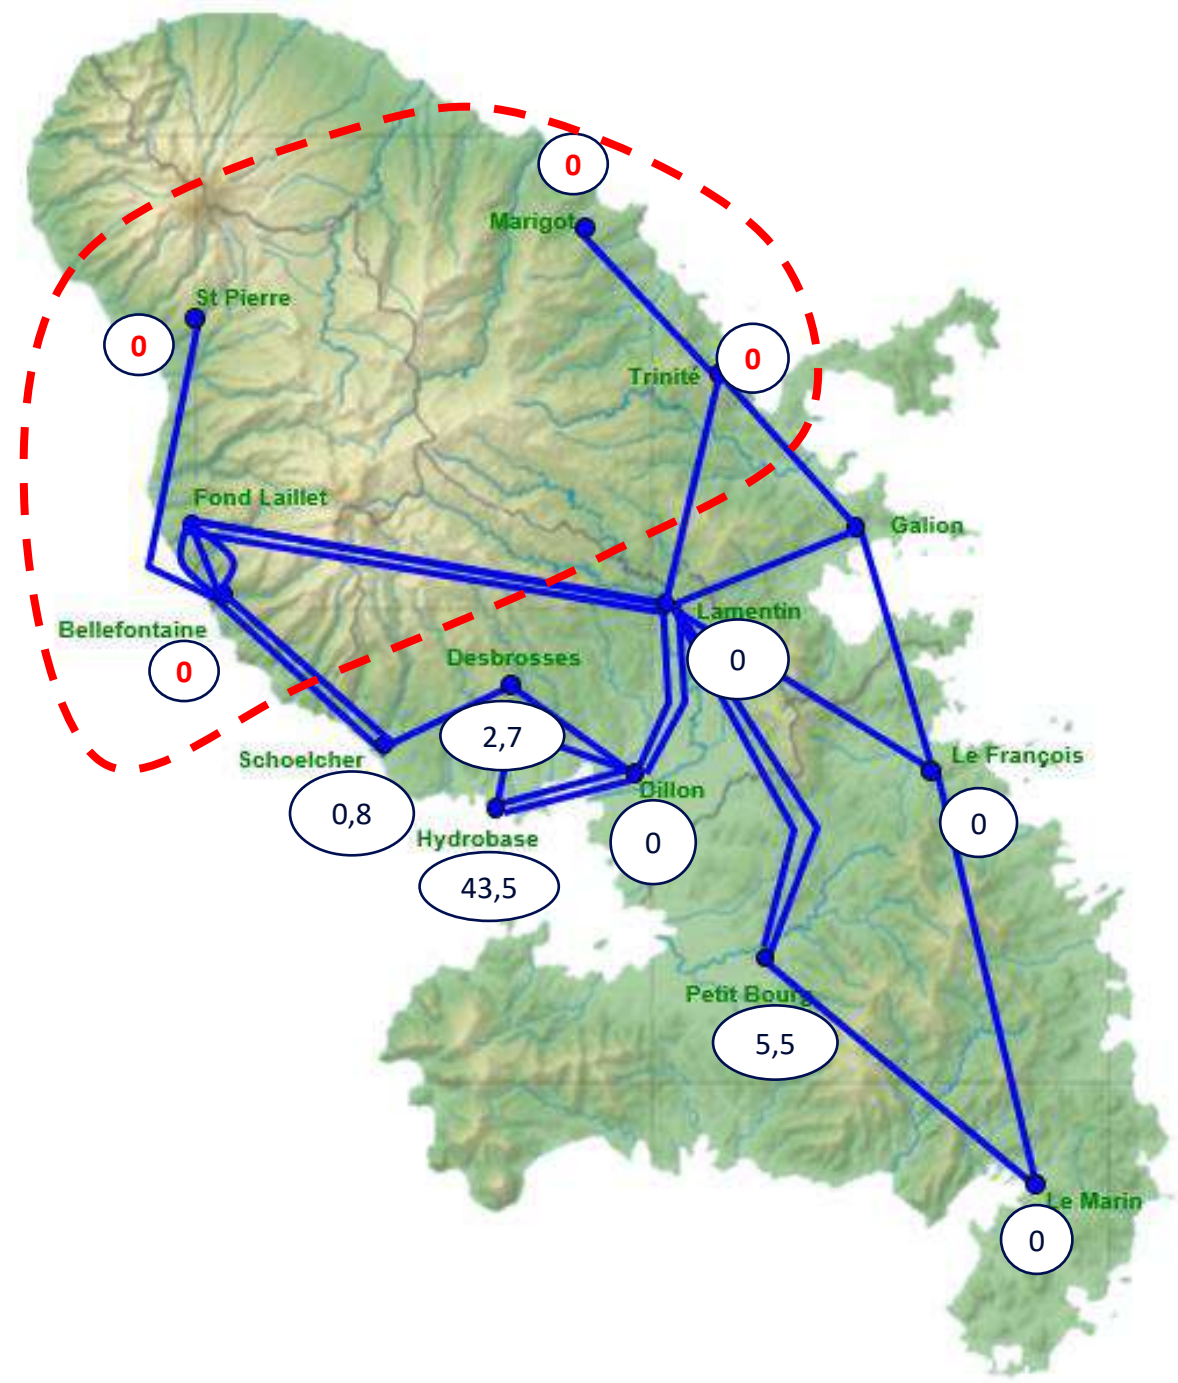 0
Marigot
St Pierre
0
0
Trinité
Fond Laillet
Galion
Lamentin
Bellefontaine
0
Desbrosses
0
2,7
Schoelcher
Le François
0,8
Dillon
0
0
Hydrobase
43,5
Petit Bourg
5,5
Le Marin
0